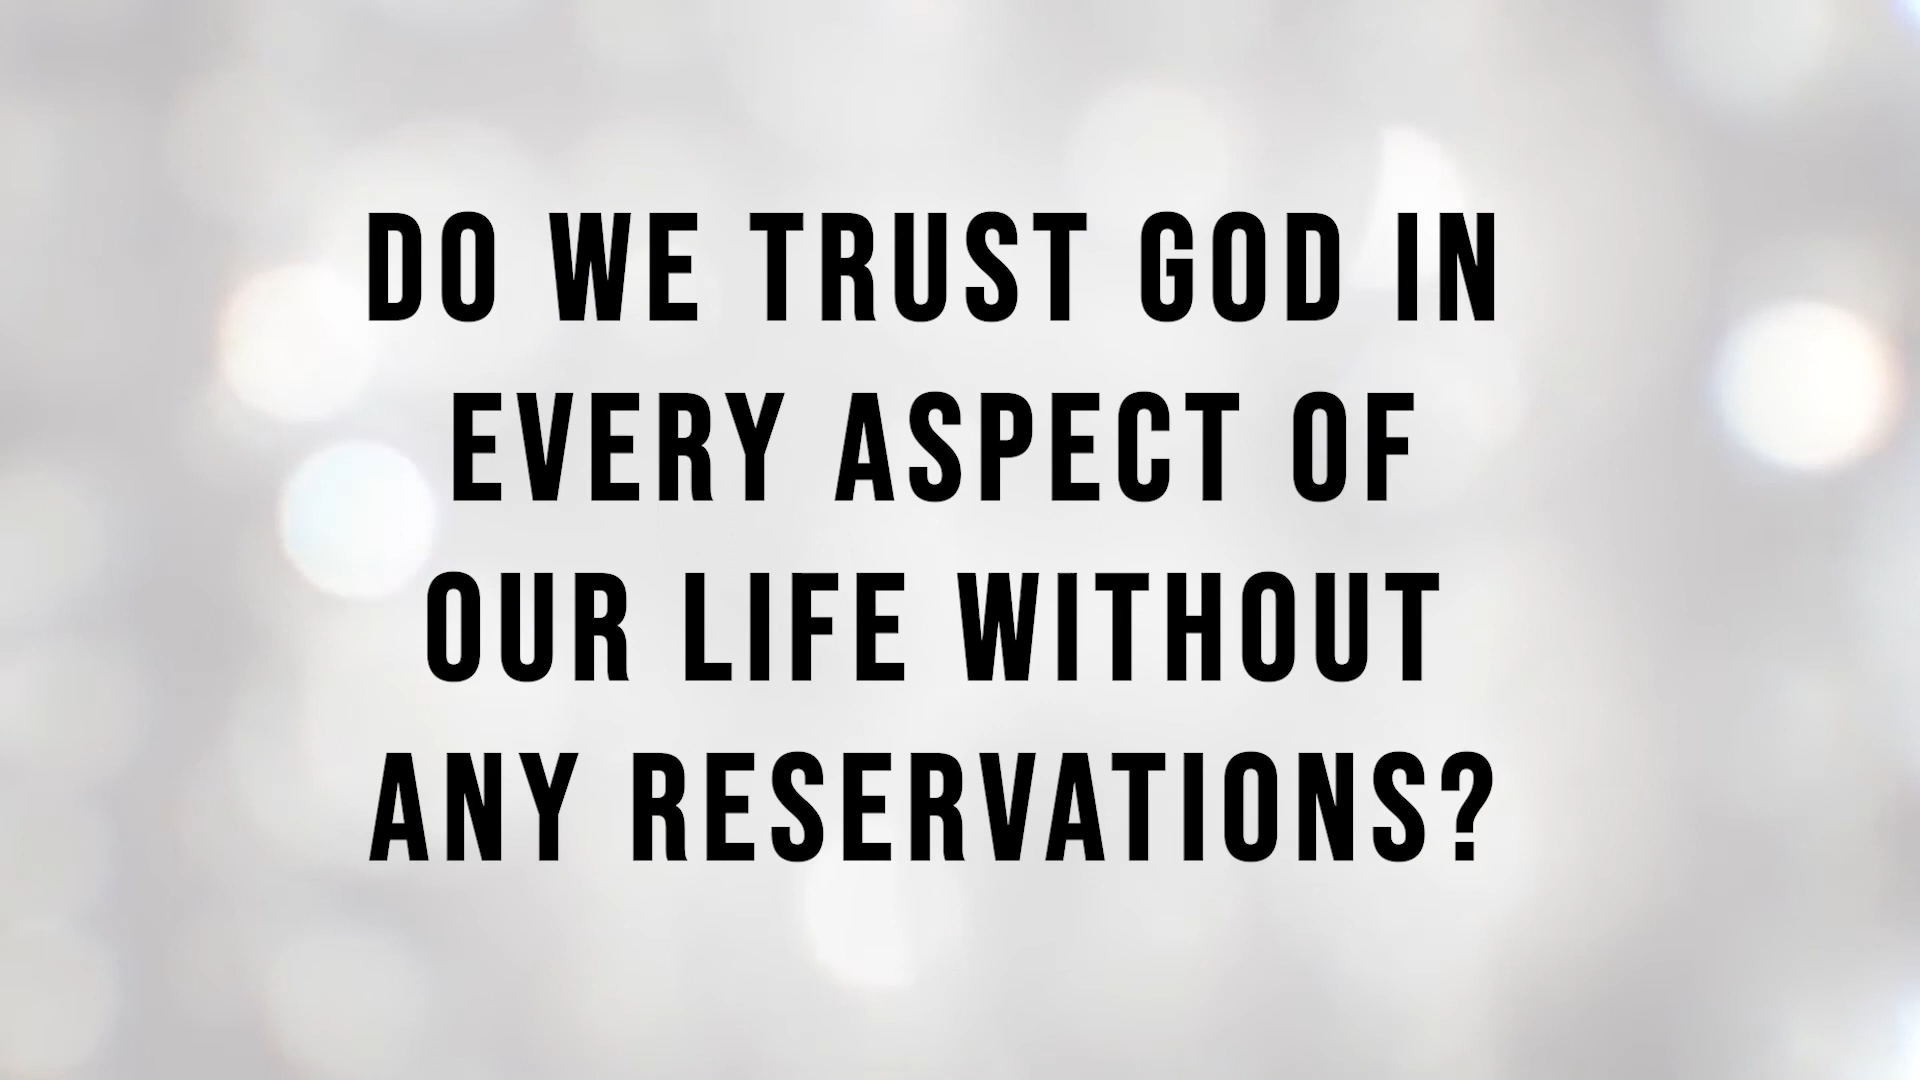 DO WE TRUST GOD IN
EVERY ASPECT OF
OUR LIFE WITHOUT
ANY RESERVATIONS?